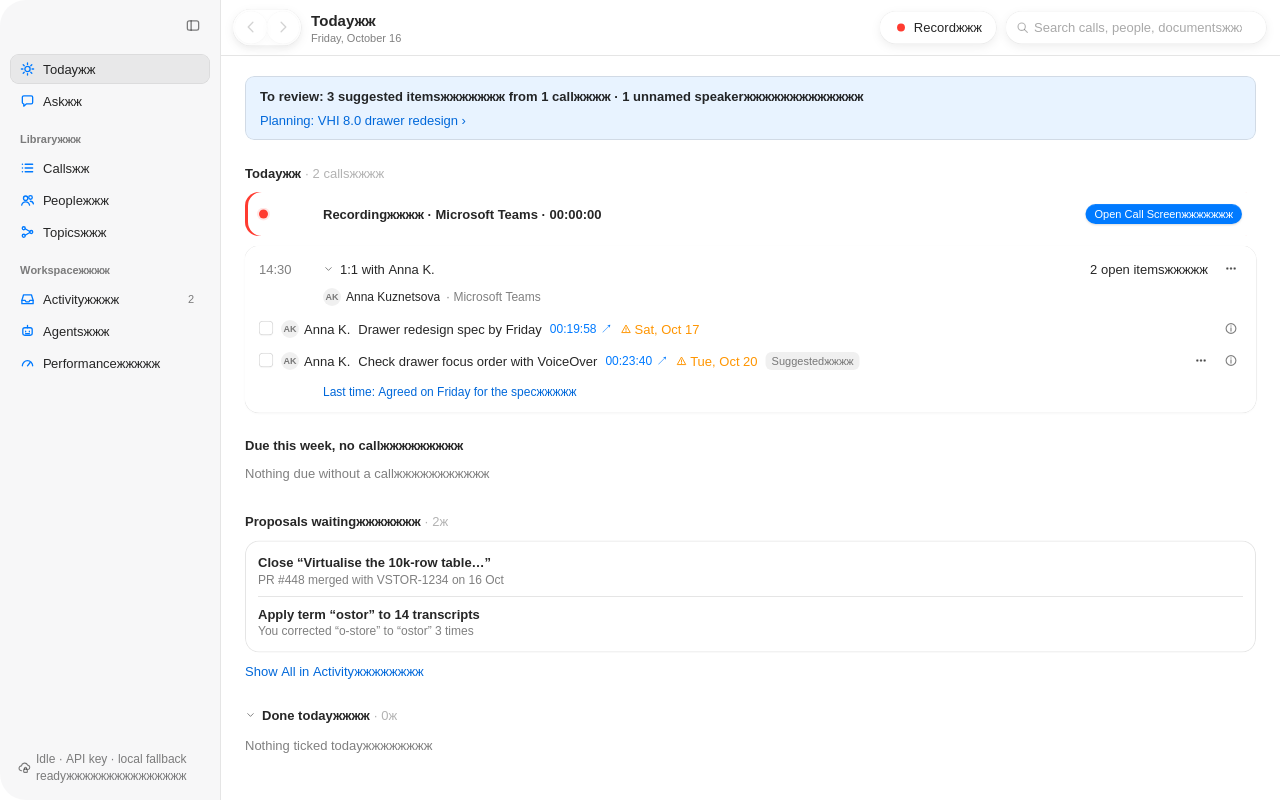 Todayжж
Friday, October 16
Recordжжж
Search calls, people, documentsжжо
Todayжж
Askжж
Libraryжжж
Callsжж
Peopleжжж
Topicsжжж
Workspaceжжжж
Activityжжжж
2
Agentsжжж
Performanceжжжжж
Idle · API key · local fallback
readyжжжжжжжжжжжжжжж
To review: 3 suggested itemsжжжжжжж from 1 callжжжж · 1 unnamed speakerжжжжжжжжжжжжж
Planning: VHI 8.0 drawer redesign ›
Todayжж · 2 callsжжжж
Recordingжжжж · Microsoft Teams · 00:00:00
Open Call Screenжжжжжжж
14:30
1:1 with Anna K.
2 open itemsжжжжж
AK Anna Kuznetsova · Microsoft Teams
AK Anna K. Drawer redesign spec by Friday 00:19:58 ↗ Sat, Oct 17
AK Anna K. Check drawer focus order with VoiceOver 00:23:40 ↗ Tue, Oct 20 Suggestedжжжж
Last time: Agreed on Friday for the specжжжжж
Due this week, no callжжжжжжжжж
Nothing due without a callжжжжжжжжжжж
Proposals waitingжжжжжжж · 2ж
Close “Virtualise the 10k-row table…”
PR #448 merged with VSTOR-1234 on 16 Oct
Apply term “ostor” to 14 transcripts
You corrected “o-store” to “ostor” 3 times
Show All in Activityжжжжжжжж
Done todayжжжж · 0ж
Nothing ticked todayжжжжжжжж